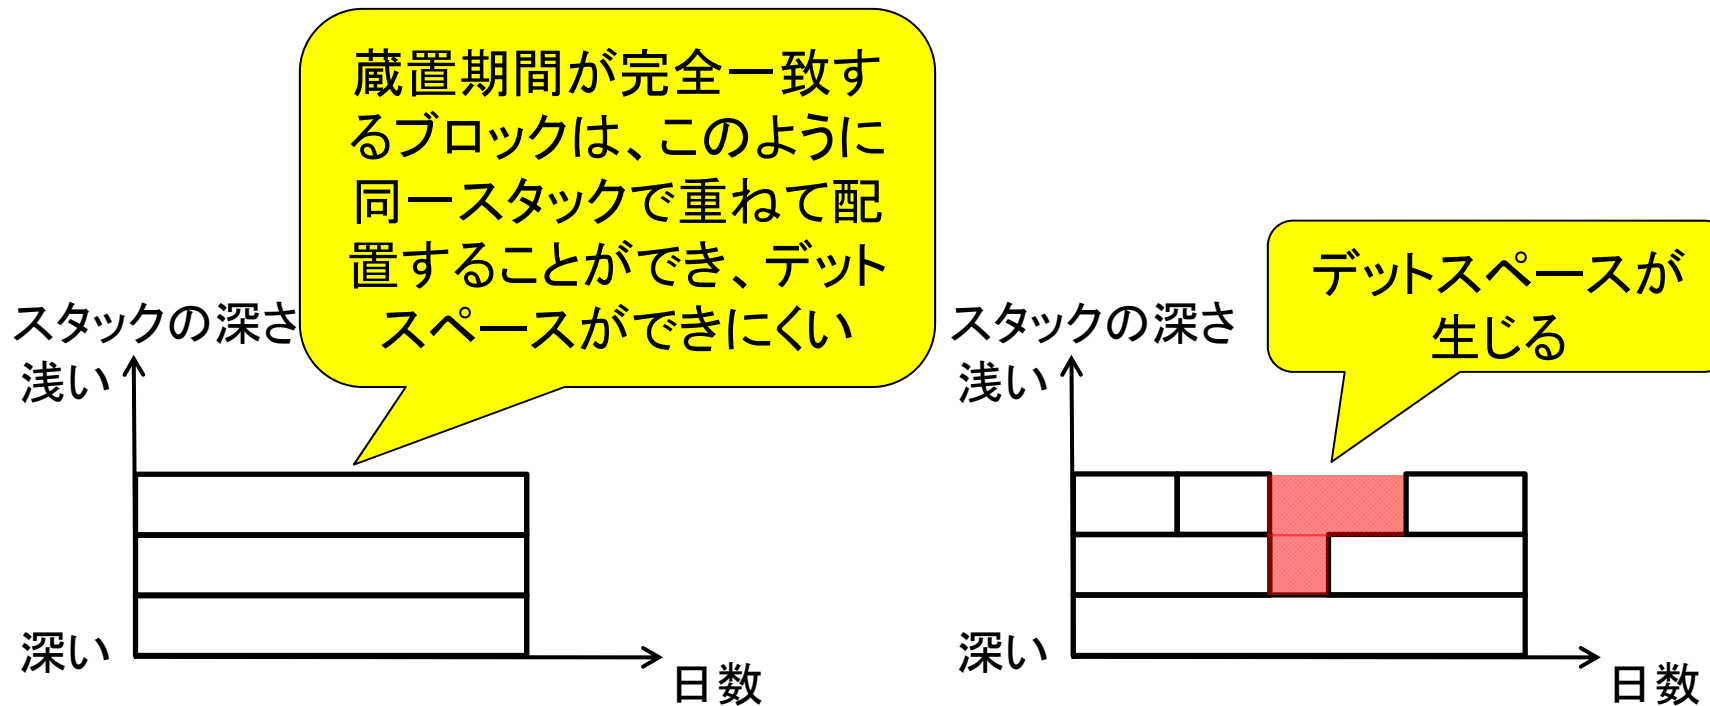 蔵置期間が完全一致す
るブロックは、このように
同一スタックで重ねて配
置することができ、デット
スペースができにくい
スタックの深さ
浅い
深い
日数
デットスペースが
生じる
スタックの深さ
浅い
深い
日数